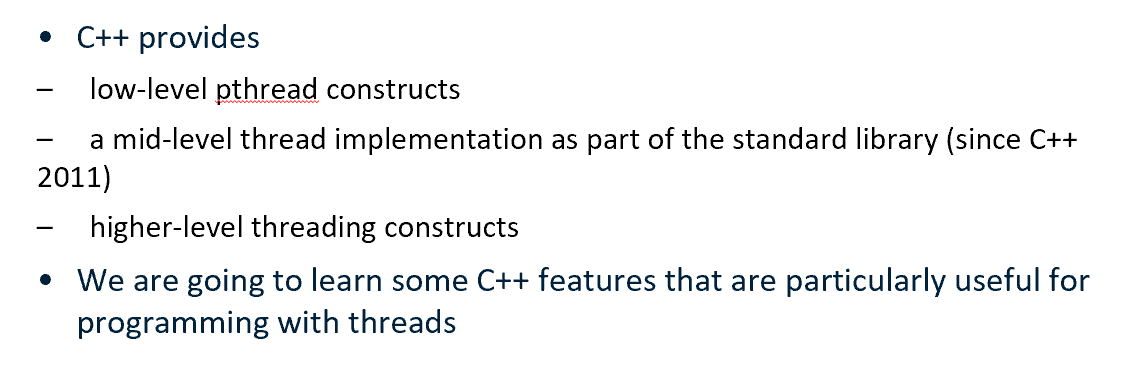 • C++ provides
– low-level pthread constructs
– a mid-level thread implementation as part of the standard library (since C++
2011)
– higher-level threading constructs
• We are going to learn some C++ features that are particularly useful for
programming with threads